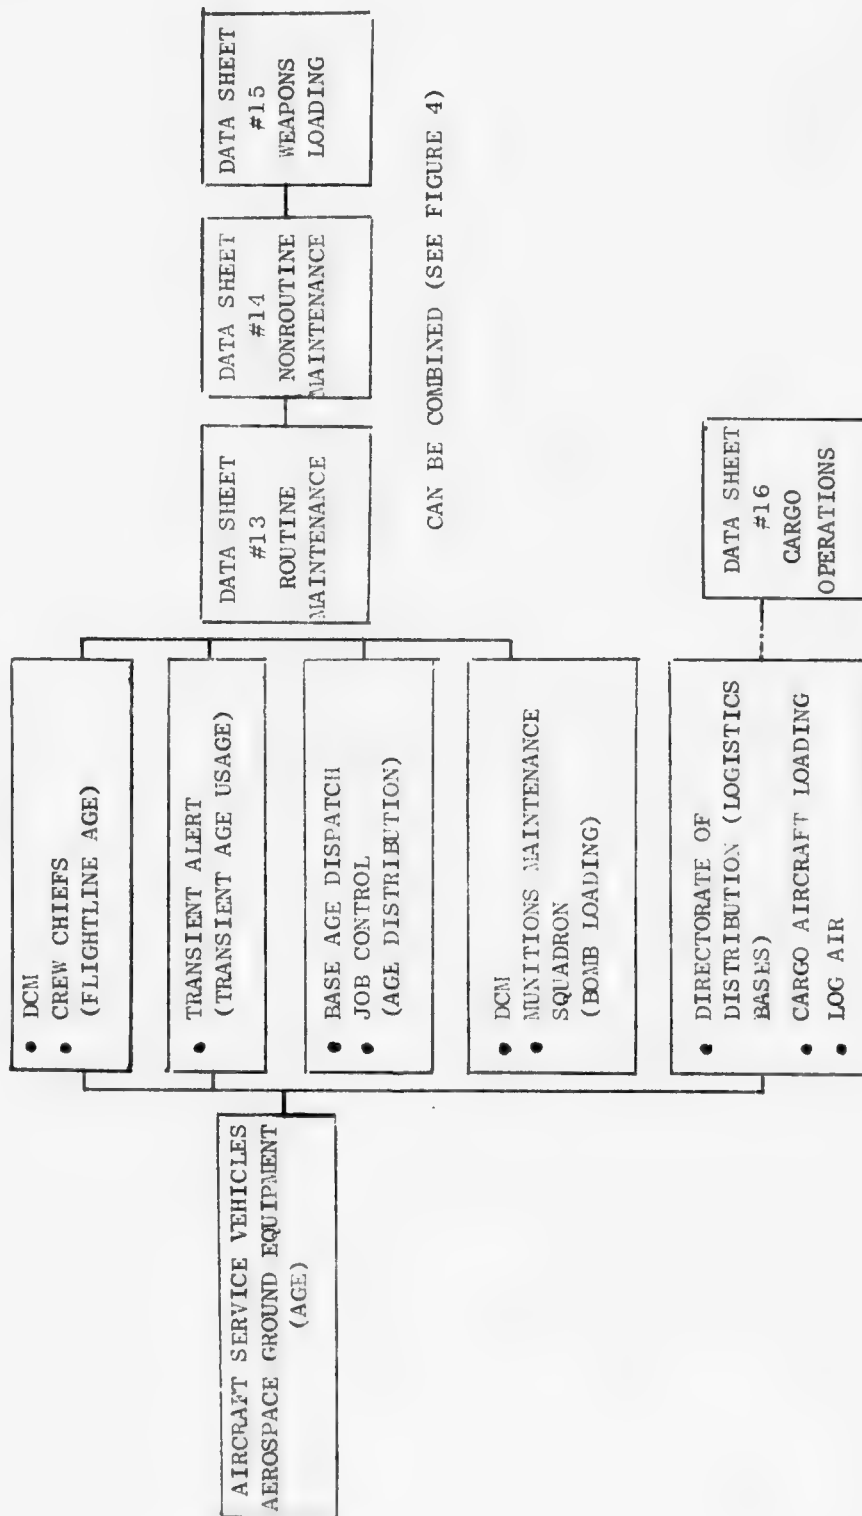 AIRCRAFT SERVICE VEHICLES
AEROSPACE GROUND EQUIPMENT
(AGE)
• DCM
• CREW CHIEFS
(FLIGHTLINE AGE)
• TRANSIENT ALERT
(TRANSIENT AGE USAGE)
• BASE AGE DISPATCH
• JOB CONTROL
(AGE DISTRIBUTION)
• DCM
• MUNITIONS MAINTENANCE
SQUADRON
(BOMB LOADING)
• DIRECTORATE OF
DISTRIBUTION (LOGISTICS
BASES)
• CARGO AIRCRAFT LOADING
• LOG AIR
DATA SHEET
#13
ROUTINE
MAINTENANCE
DATA SHEET
#14
NONROUTINE
MAINTENANCE
DATA SHEET
#15
WEAPONS
LOADING
CAN BE COMBINED (SEE FIGURE 4)
DATA SHEET
#16
CARGO
OPERATIONS